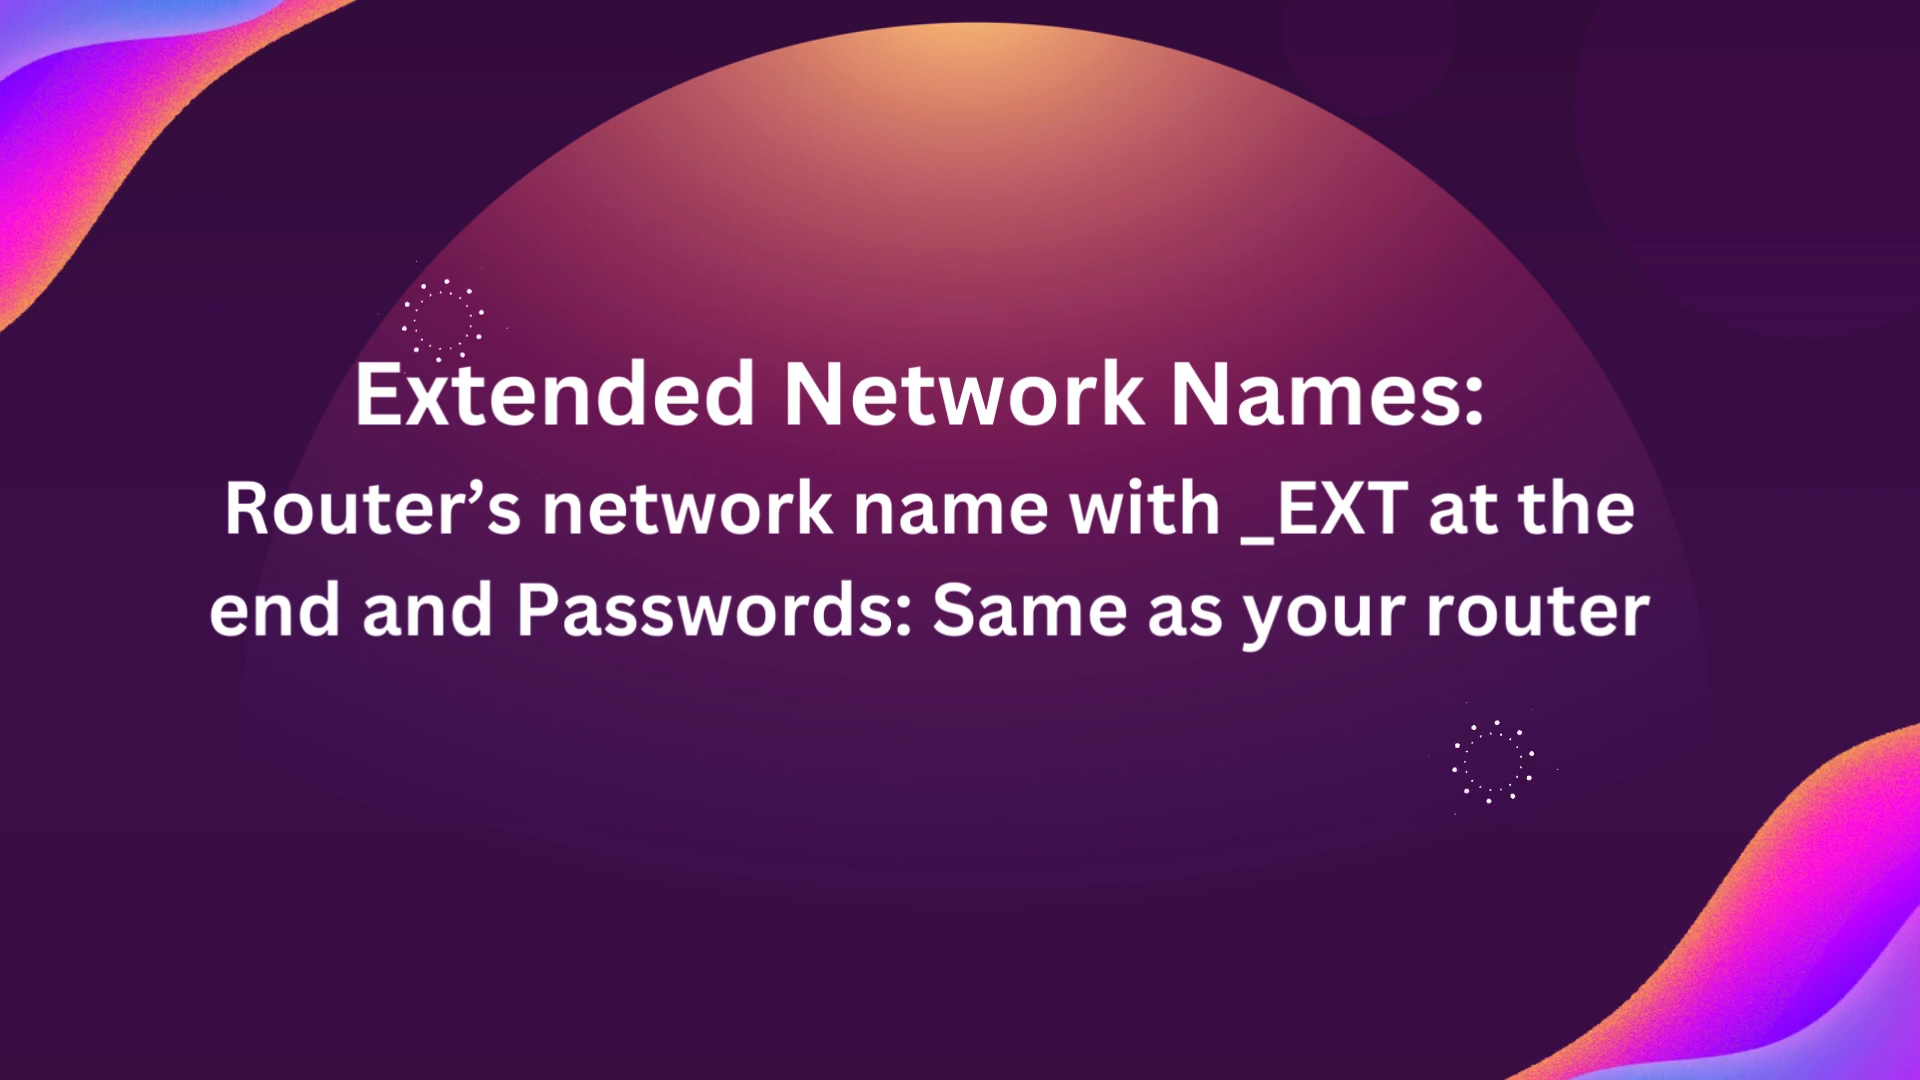 Extended Network Names:
Router’s network name with _EXT at the
end and Passwords: Same as your router